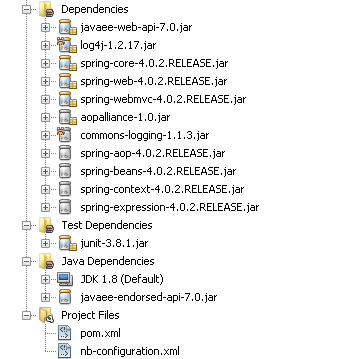 Dependencies
javaee-web-api-7.0.jar
log4j-1.2.17.jar
spring-core-4.0.2.RELEASE.jar
spring-web-4.0.2.RELEASE.jar
spring-webmvc-4.0.2.RELEASE.jar
aopalliance-1.0.jar
commons-logging-1.1.3.jar
spring-aop-4.0.2.RELEASE.jar
spring-beans-4.0.2.RELEASE.jar
spring-context-4.0.2.RELEASE.jar
spring-expression-4.0.2.RELEASE.jar
Test Dependencies
junit-3.8.1.jar
Java Dependencies
JDK 1.8 (Default)
javaee-endorsed-api-7.0.jar
Project Files
pom.xml
nb-configuration.xml